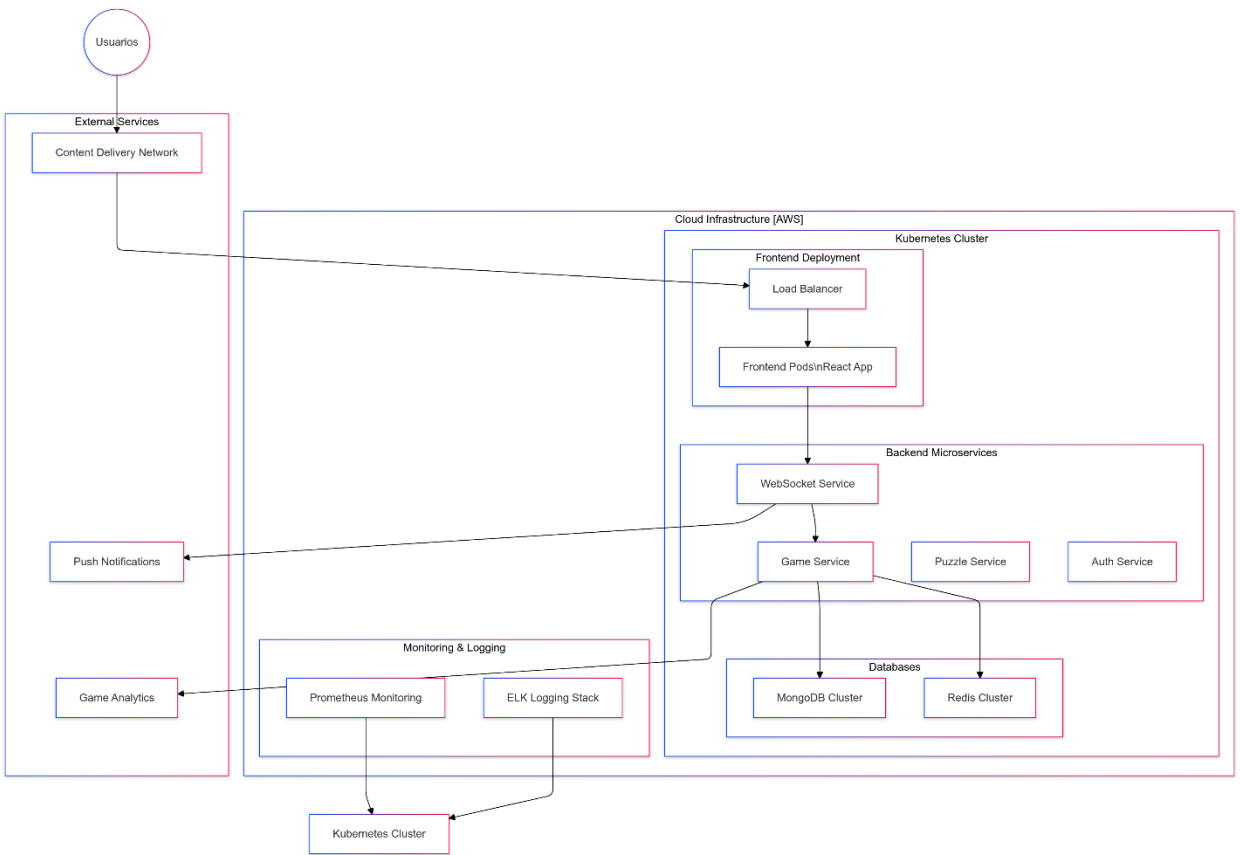 Usuarios
External Services
Content Delivery Network
Cloud Infrastructure [AWS]
Kubernetes Cluster
Frontend Deployment
Load Balancer
Frontend Pods\nReact App
Backend Microservices
WebSocket Service
Push Notifications
Game Service
Puzzle Service
Auth Service
Monitoring & Logging
Databases
Game Analytics
Prometheus Monitoring
ELK Logging Stack
MongoDB Cluster
Redis Cluster
Kubernetes Cluster